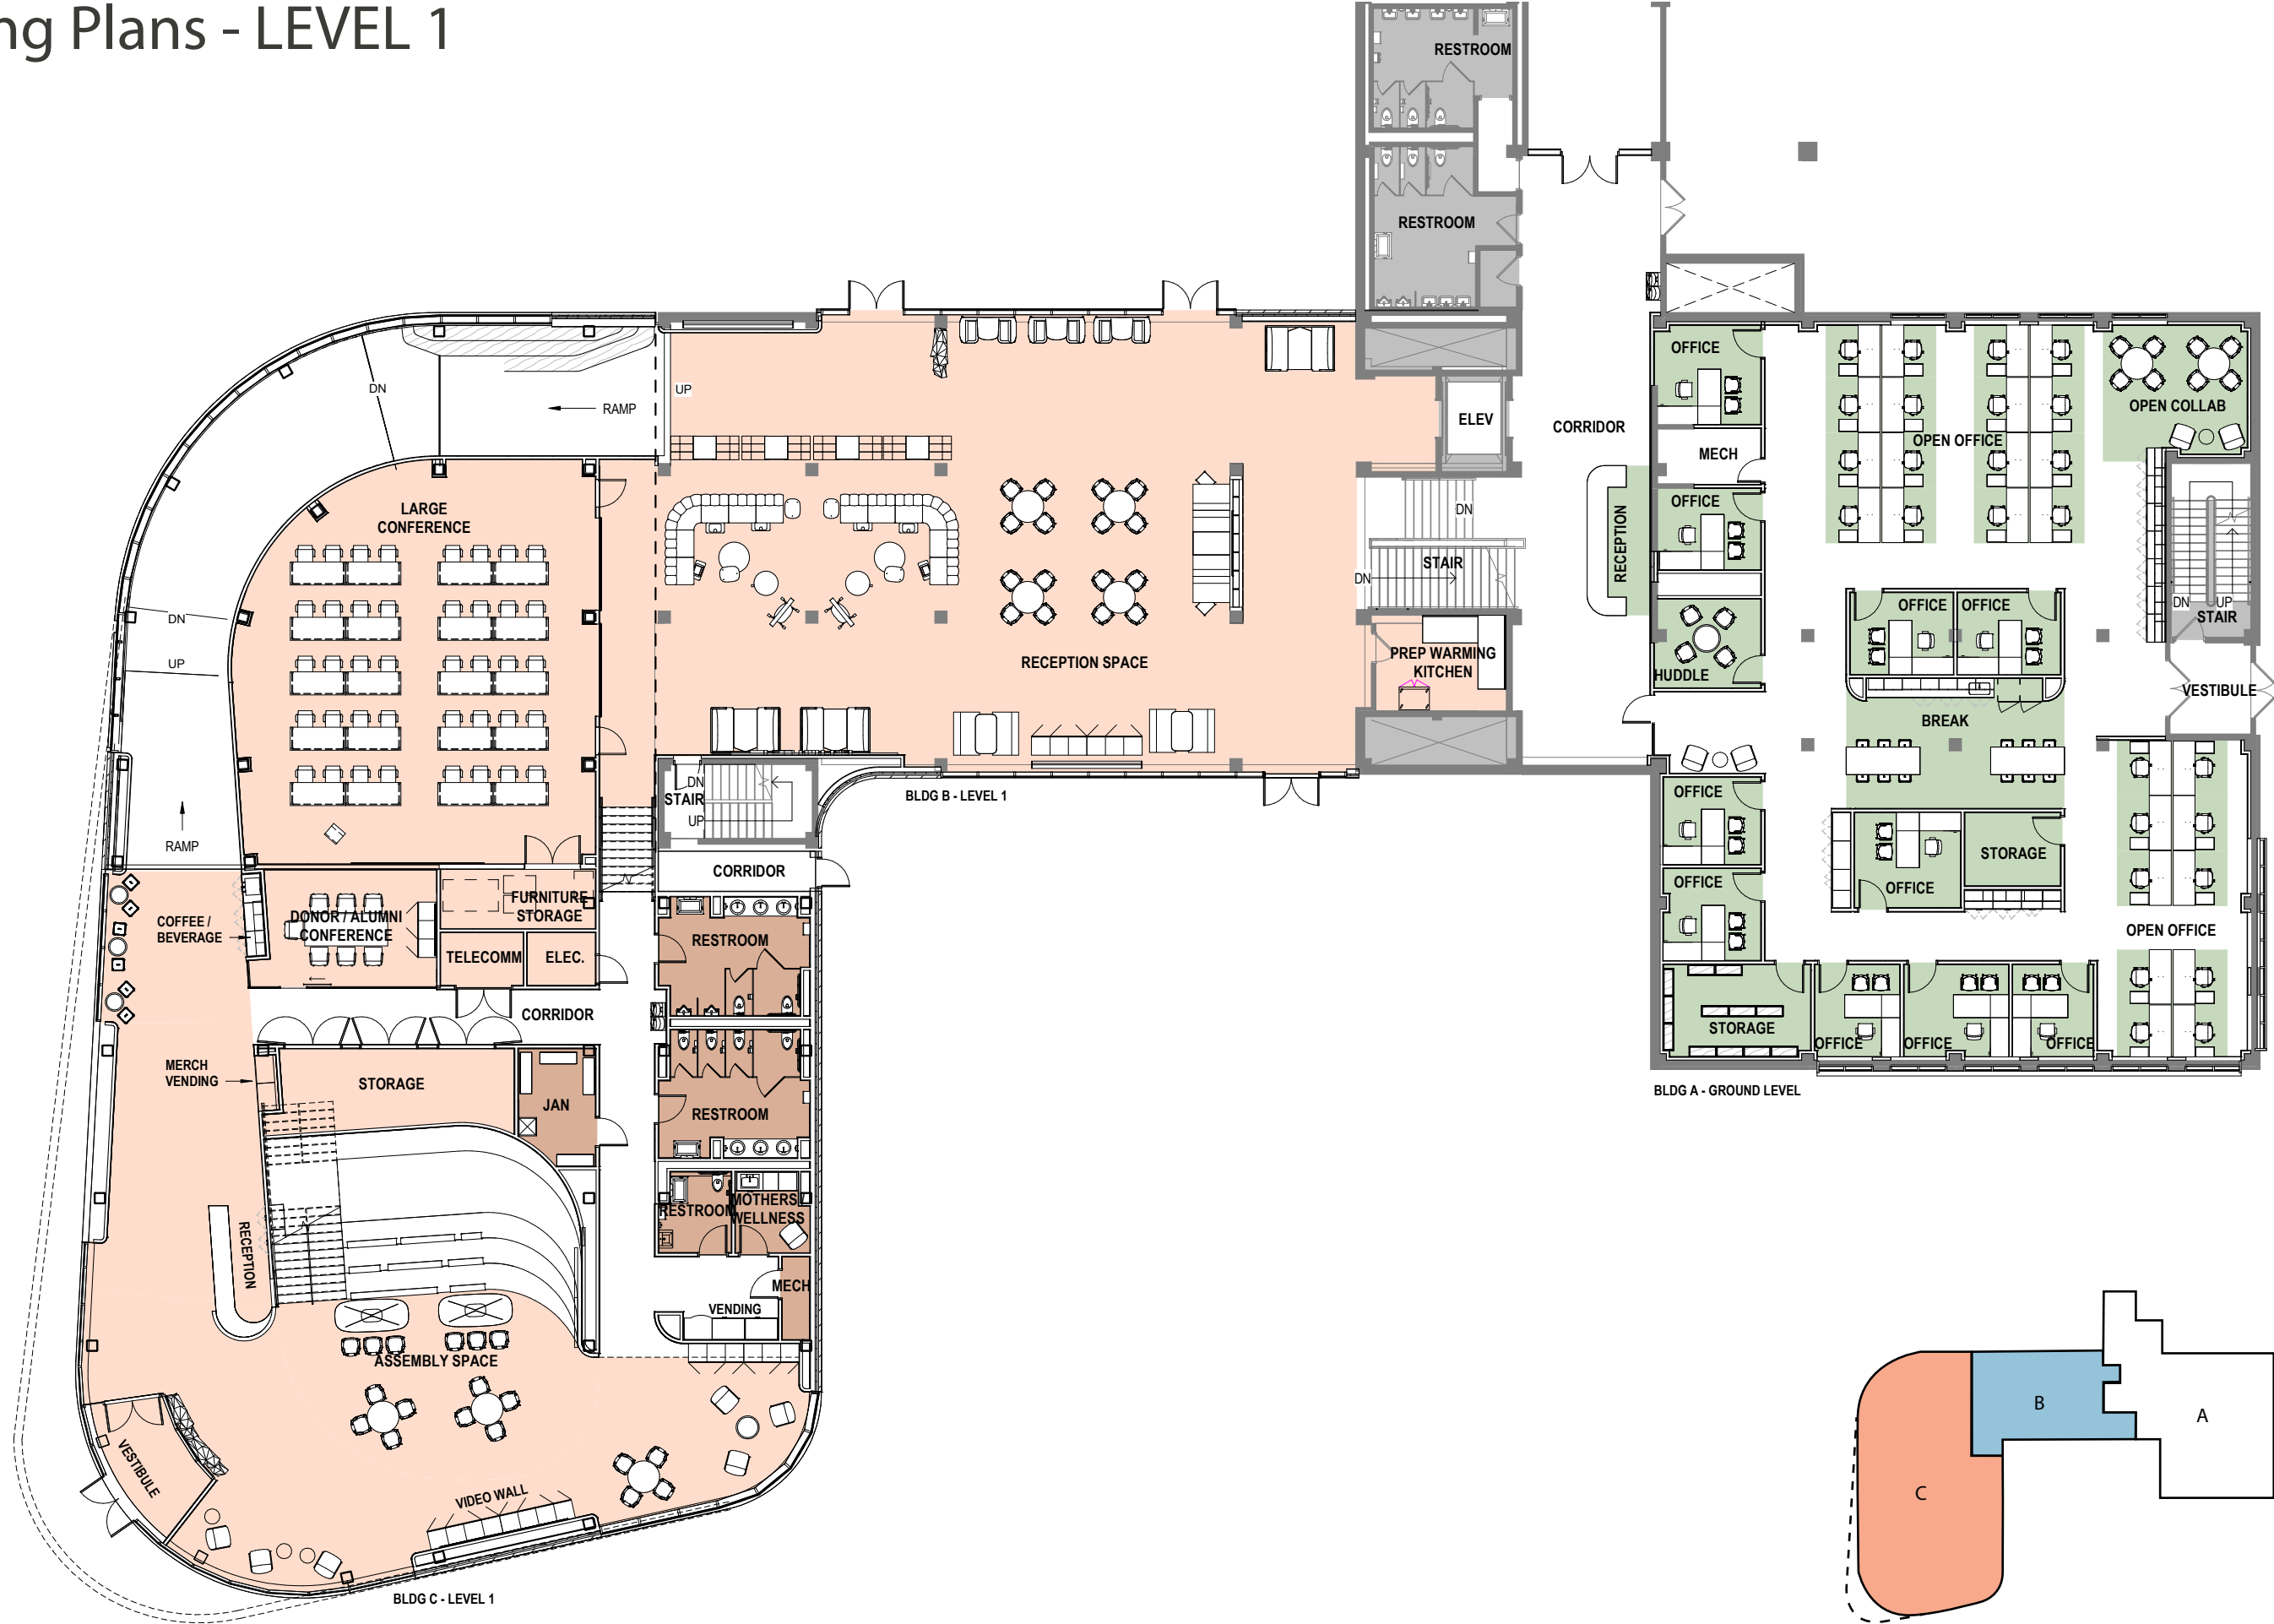 ng Plans - LEVEL 1
RESTROOM
RESTROOM
DN
RAMP
UP
ELEV
CORRIDOR
OFFICE
MECH
OFFICE
OPEN OFFICE
OPEN COLLAB
LARGE
CONFERENCE
DN
STAIR
DN
RECEPTION
DN
UP
STAIR
DN
UP
RECEPTION SPACE
PREP WARMING
KITCHEN
HUDDLE
OFFICE
OFFICE
VESTIBULE
BREAK
DN
STAIR
UP
BLDG B - LEVEL 1
OFFICE
RAMP
CORRIDOR
OFFICE
STORAGE
OFFICE
COFFEE /
BEVERAGE
DONOR / ALUMNI
CONFERENCE
FURNITURE
STORAGE
TELECOMM
ELEC.
RESTROOM
OPEN OFFICE
CORRIDOR
STORAGE
OFFICE
OFFICE
OFFICE
BLDG A - GROUND LEVEL
MERCH
VENDING
STORAGE
JAN
RESTROOM
RECEPTION
RESTROOM
MOTHERS/
WELLNESS
MECH
VENDING
ASSEMBLY SPACE
VESTIBULE
VIDEO WALL
BLDG C - LEVEL 1
B
A
C